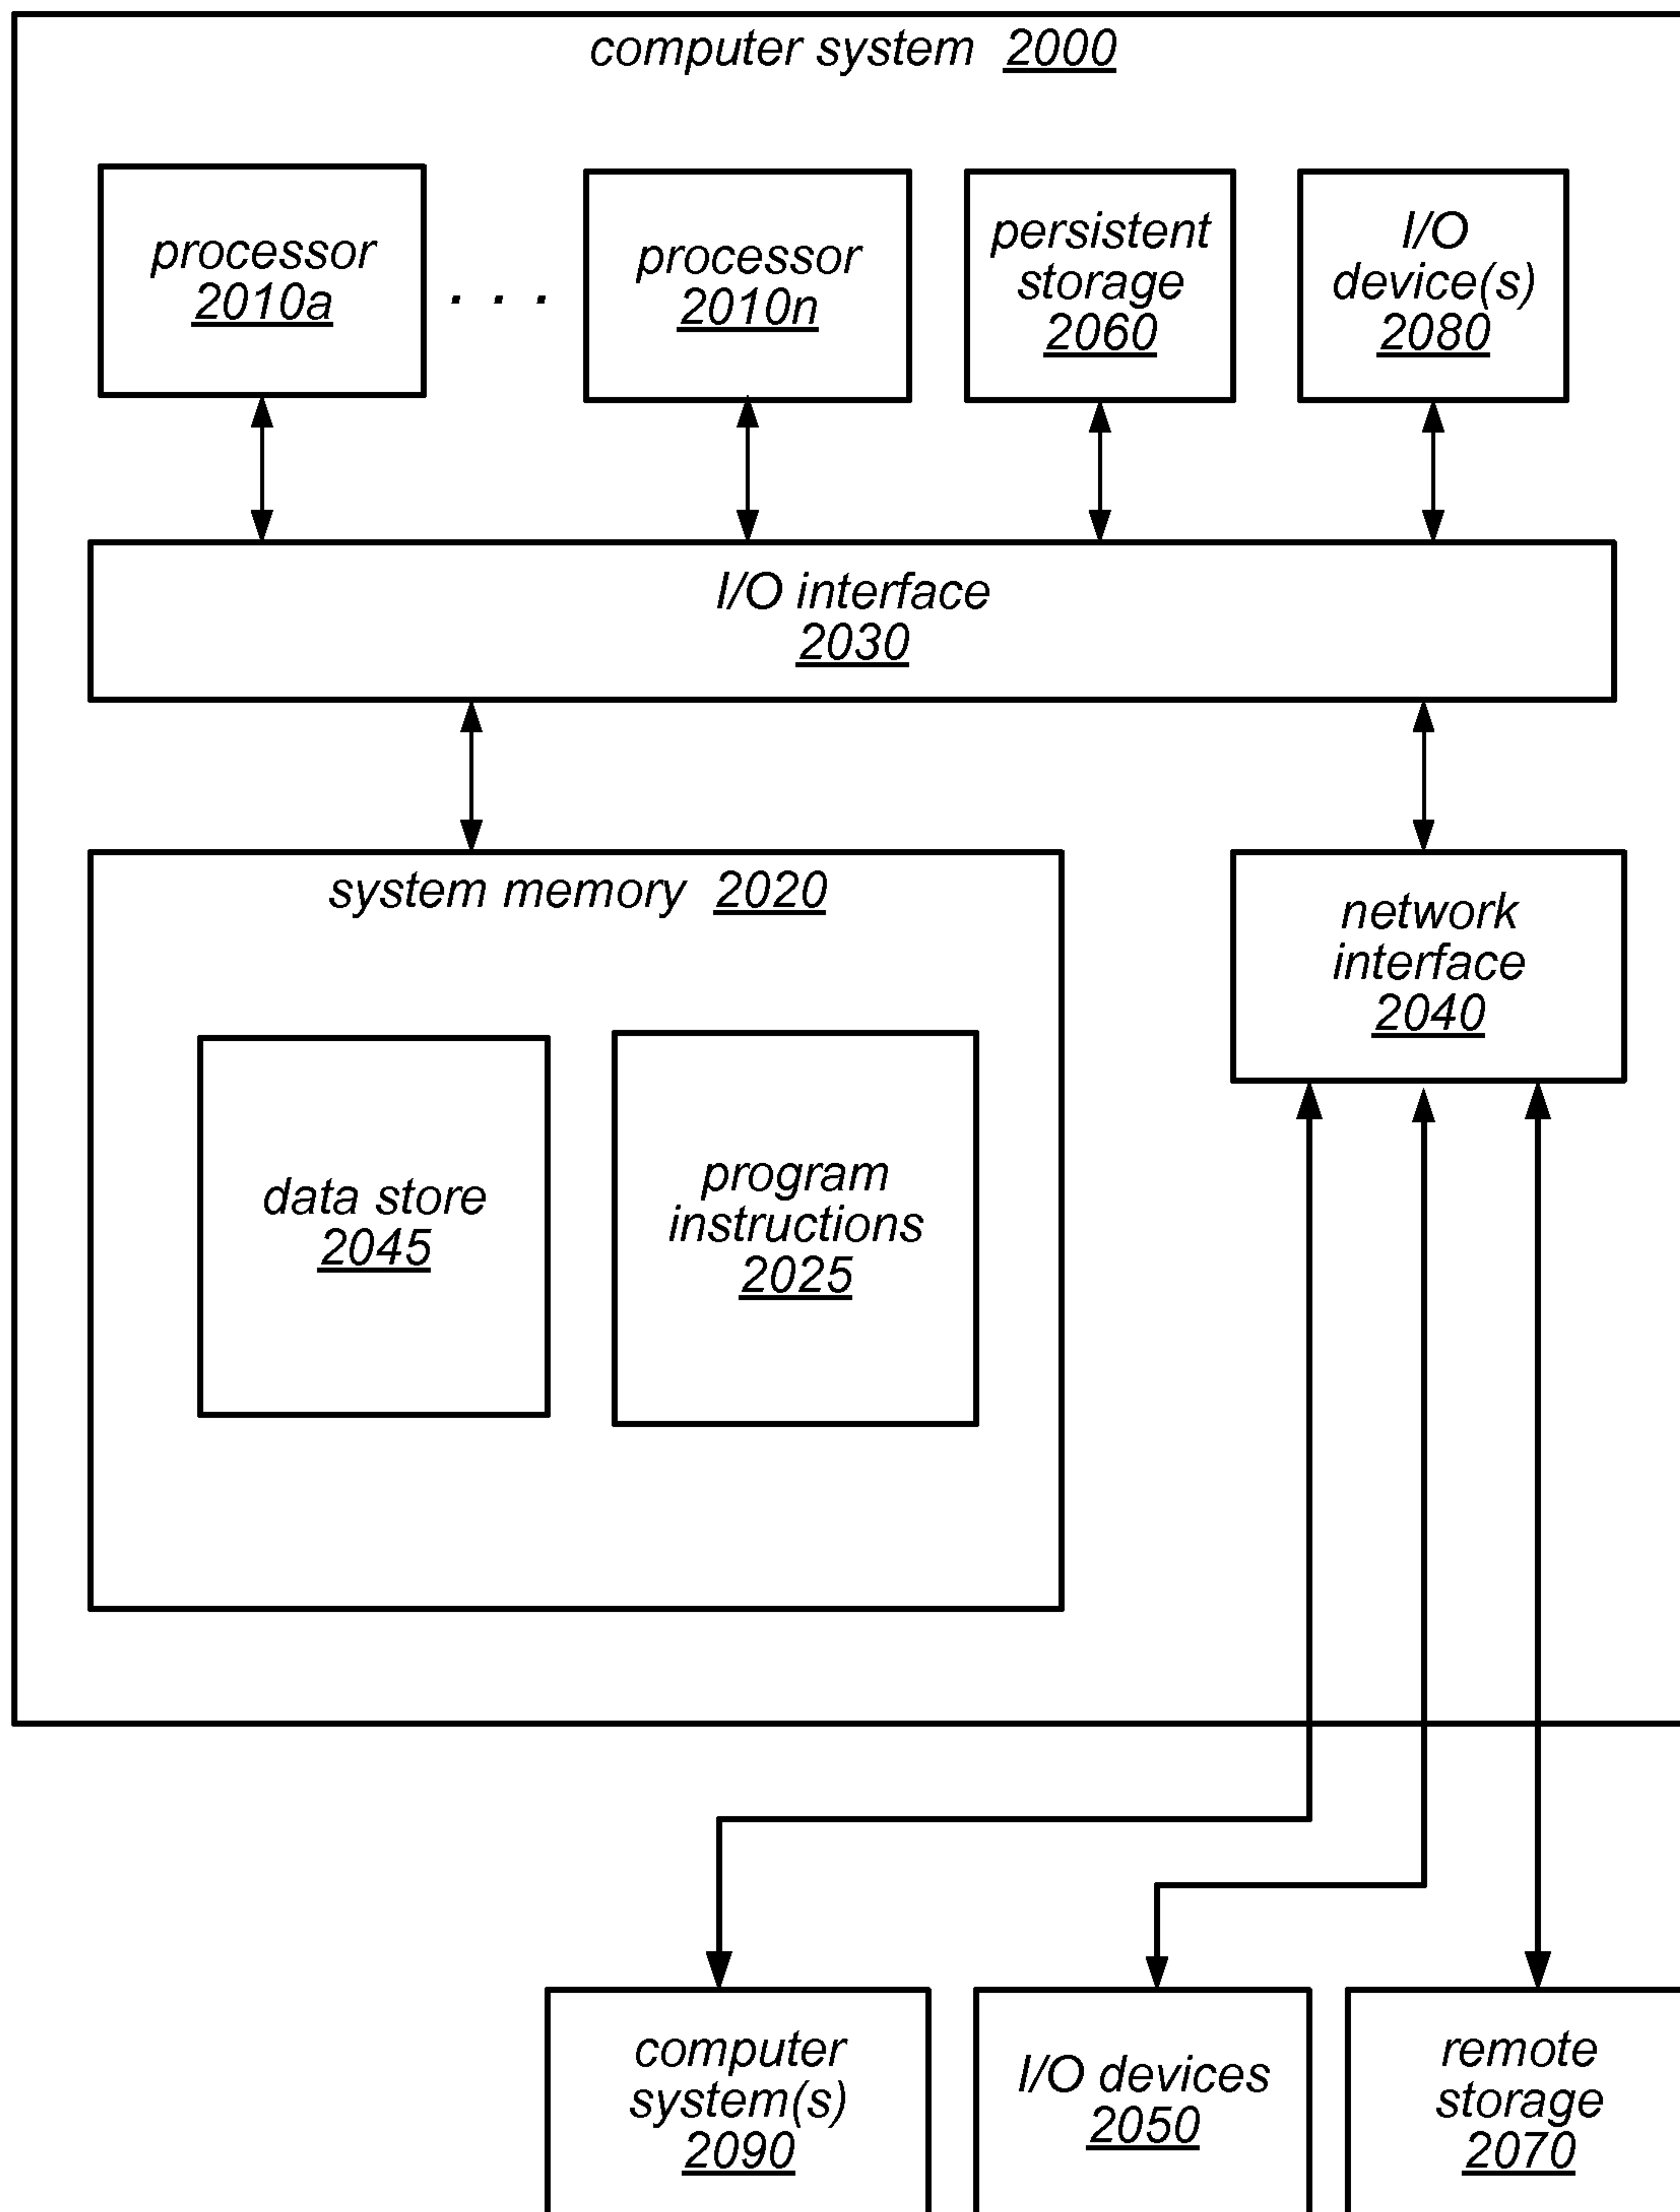 computer system 2000
processor
2010a
. . .
processor
2010n
persistent
storage
2060
I/O
device(s)
2080
I/O interface
2030
system memory 2020
network
interface
2040
data store
2045
program
instructions
2025
computer
system(s)
2090
I/O devices
2050
remote
storage
2070